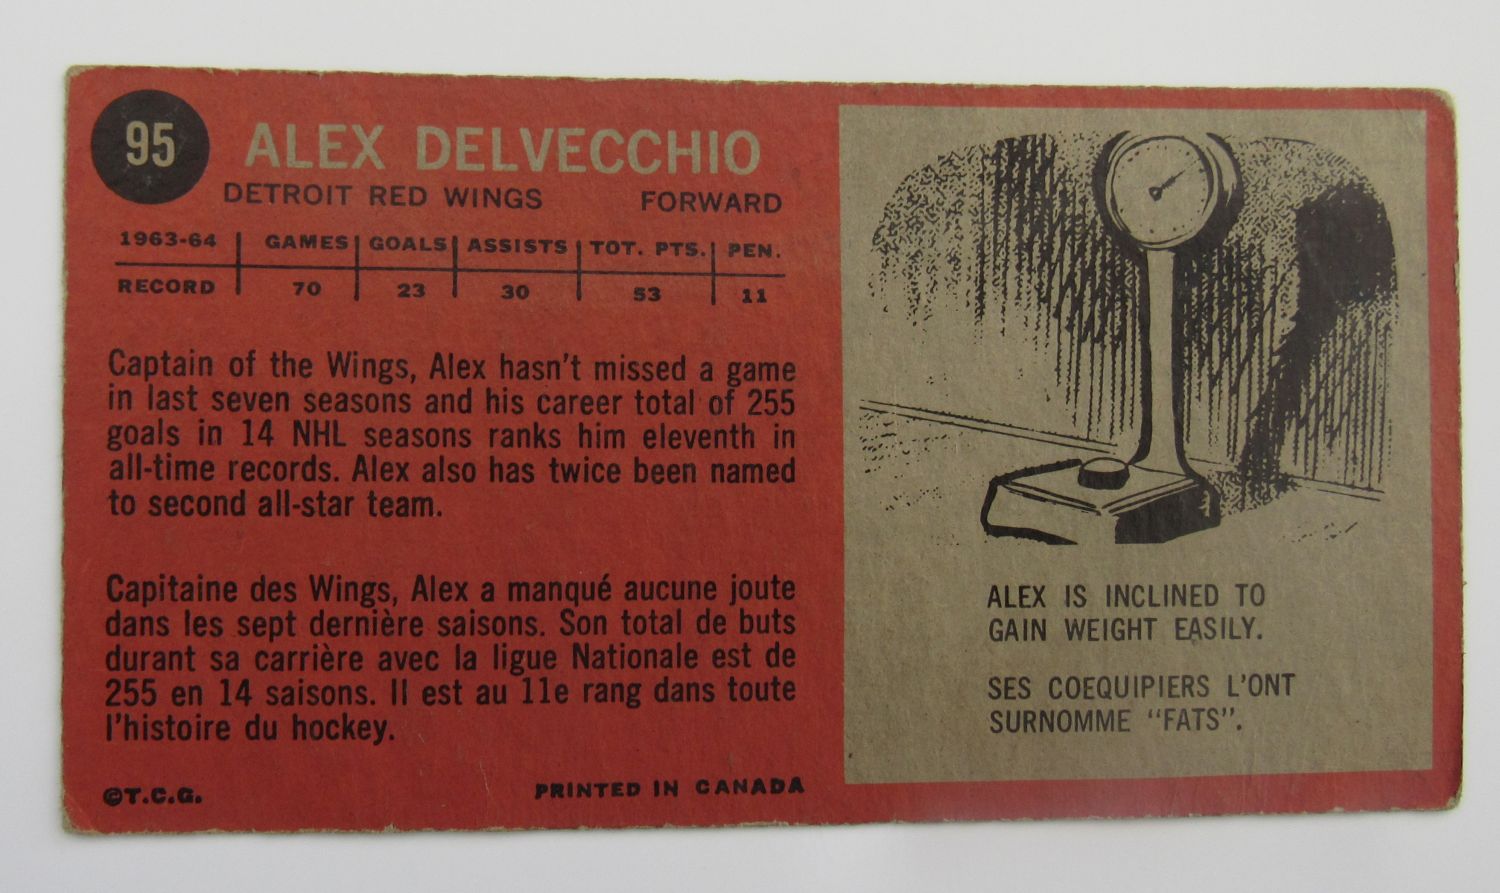 95
ALEX DELVECCHIO
DETROIT RED WINGS FORWARD
1963-64 GAMES GOALS ASSISTS TOT. PTS. PEN.
RECORD 70 23 30 53 11
Captain of the Wings, Alex hasn't missed a game
in last seven seasons and his career total of 255
goals in 14 NHL seasons ranks him eleventh in
all-time records. Alex also has twice been named
to second all-star team.
Capitaine des Wings, Alex a manqué aucune joute
dans les sept dernière saisons. Son total de buts
durant sa carrière avec la ligue Nationale est de
255 en 14 saisons. Il est au 11e rang dans toute
l'histoire du hockey.
©T.C.G. PRINTED IN CANADA
ALEX IS INCLINED TO
GAIN WEIGHT EASILY.
SES COEQUIPIERS L'ONT
SURNOMME "FATS".